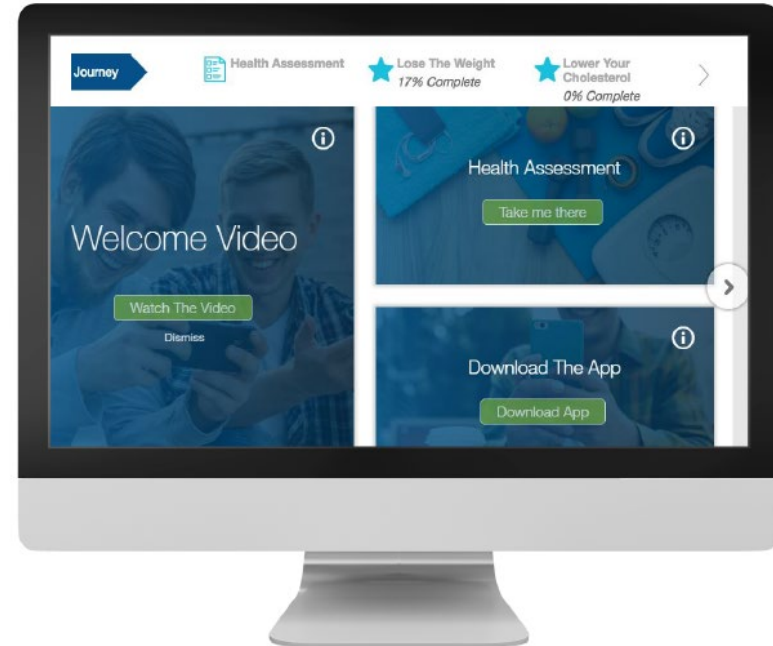 Journey
Health Assessment
Lose The Weight
17% Complete
Lower Your
Cholesterol
0% Complete
Welcome Video
Watch The Video
Dismiss
Health Assessment
Take me there
Download The App
Download App